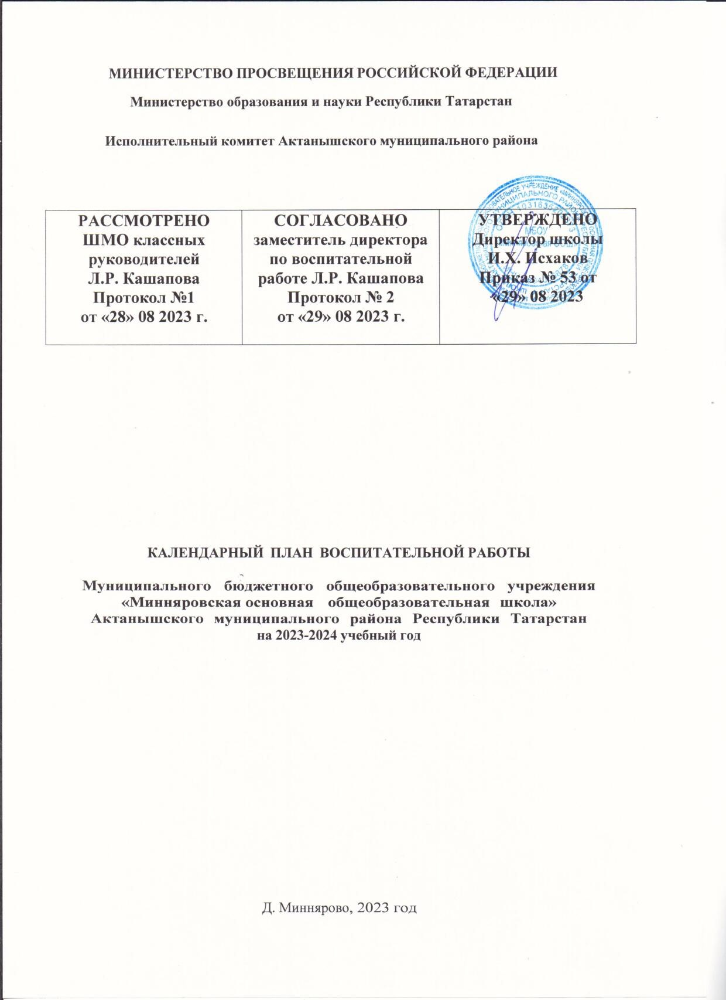 МИНИСТЕРСТВО ПРОСВЕЩЕНИЯ РОССИЙСКОЙ ФЕДЕРАЦИИ
Министерство образования и науки Республики Татарстан
Исполнительный комитет Актанышского муниципального района
РАССМОТРЕНО
ШМО классных
руководителей
Л.Р. Кашапова
Протокол №1
от «28» 08 2023 г.
СОГЛАСОВАНО
заместитель директора
по воспитательной
работе Л.Р. Кашапова
Протокол № 2
от «29» 08 2023 г.
УТВЕРЖДЕНО
Директор школы
И.Х. Исхаков
Приказ № 53 от
«29» 08 2023
МБОУ
КАЛЕНДАРНЫЙ ПЛАН ВОСПИТАТЕЛЬНОЙ РАБОТЫ
Муниципального бюджетного общеобразовательного учреждения
«Минняровская основная общеобразовательная школа»
Актанышского муниципального района Республики Татарстан
на 2023-2024 учебный год
Д. Миннярово, 2023 год